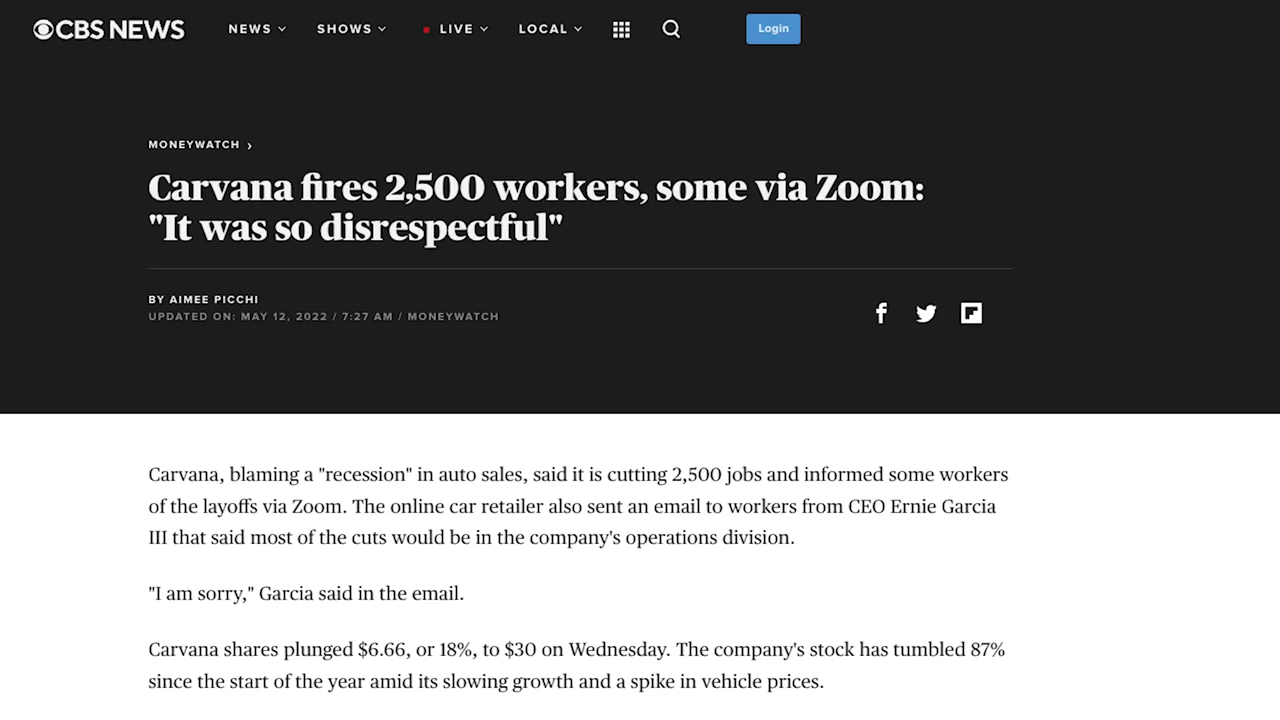 CBS NEWS
NEWS SHOWS LIVE LOCAL Login
MONEYWATCH ›
Carvana fires 2,500 workers, some via Zoom:
"It was so disrespectful"
BY AIMEE PICCHI
UPDATED ON: MAY 12, 2022 / 7:27 AM / MONEYWATCH
Carvana, blaming a "recession" in auto sales, said it is cutting 2,500 jobs and informed some workers
of the layoffs via Zoom. The online car retailer also sent an email to workers from CEO Ernie Garcia
III that said most of the cuts would be in the company's operations division.
"I am sorry," Garcia said in the email.
Carvana shares plunged $6.66, or 18%, to $30 on Wednesday. The company's stock has tumbled 87%
since the start of the year amid its slowing growth and a spike in vehicle prices.